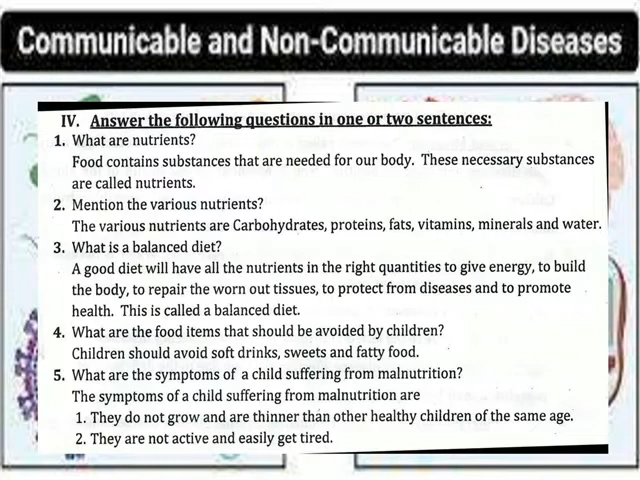 Communicable and Non-Communicable Diseases
IV. Answer the following questions in one or two sentences:
1. What are nutrients?
Food contains substances that are needed for our body. These necessary substances
are called nutrients.
2. Mention the various nutrients?
The various nutrients are Carbohydrates, proteins, fats, vitamins, minerals and water.
3. What is a balanced diet?
A good diet will have all the nutrients in the right quantities to give energy, to build
the body, to repair the worn out tissues, to protect from diseases and to promote
health. This is called a balanced diet.
4. What are the food items that should be avoided by children?
Children should avoid soft drinks, sweets and fatty food.
5. What are the symptoms of a child suffering from malnutrition?
The symptoms of a child suffering from malnutrition are
1. They do not grow and are thinner than other healthy children of the same age.
2. They are not active and easily get tired.